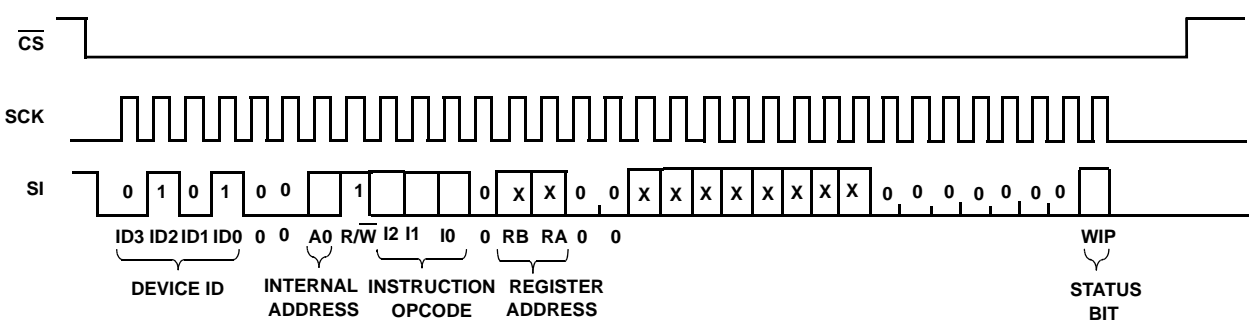 CS
SCK
SI
0 1 0 1 0 0 1 0 X X 0 0 X X X X X X X X 0 0 0 0 0 0 0
ID3 ID2 ID1 ID0 0 0 A0 R/W I2 I1 I0 0 RB RA 0 0 WIP
DEVICE ID
INTERNAL ADDRESS
INSTRUCTION OPCODE
REGISTER ADDRESS
STATUS BIT